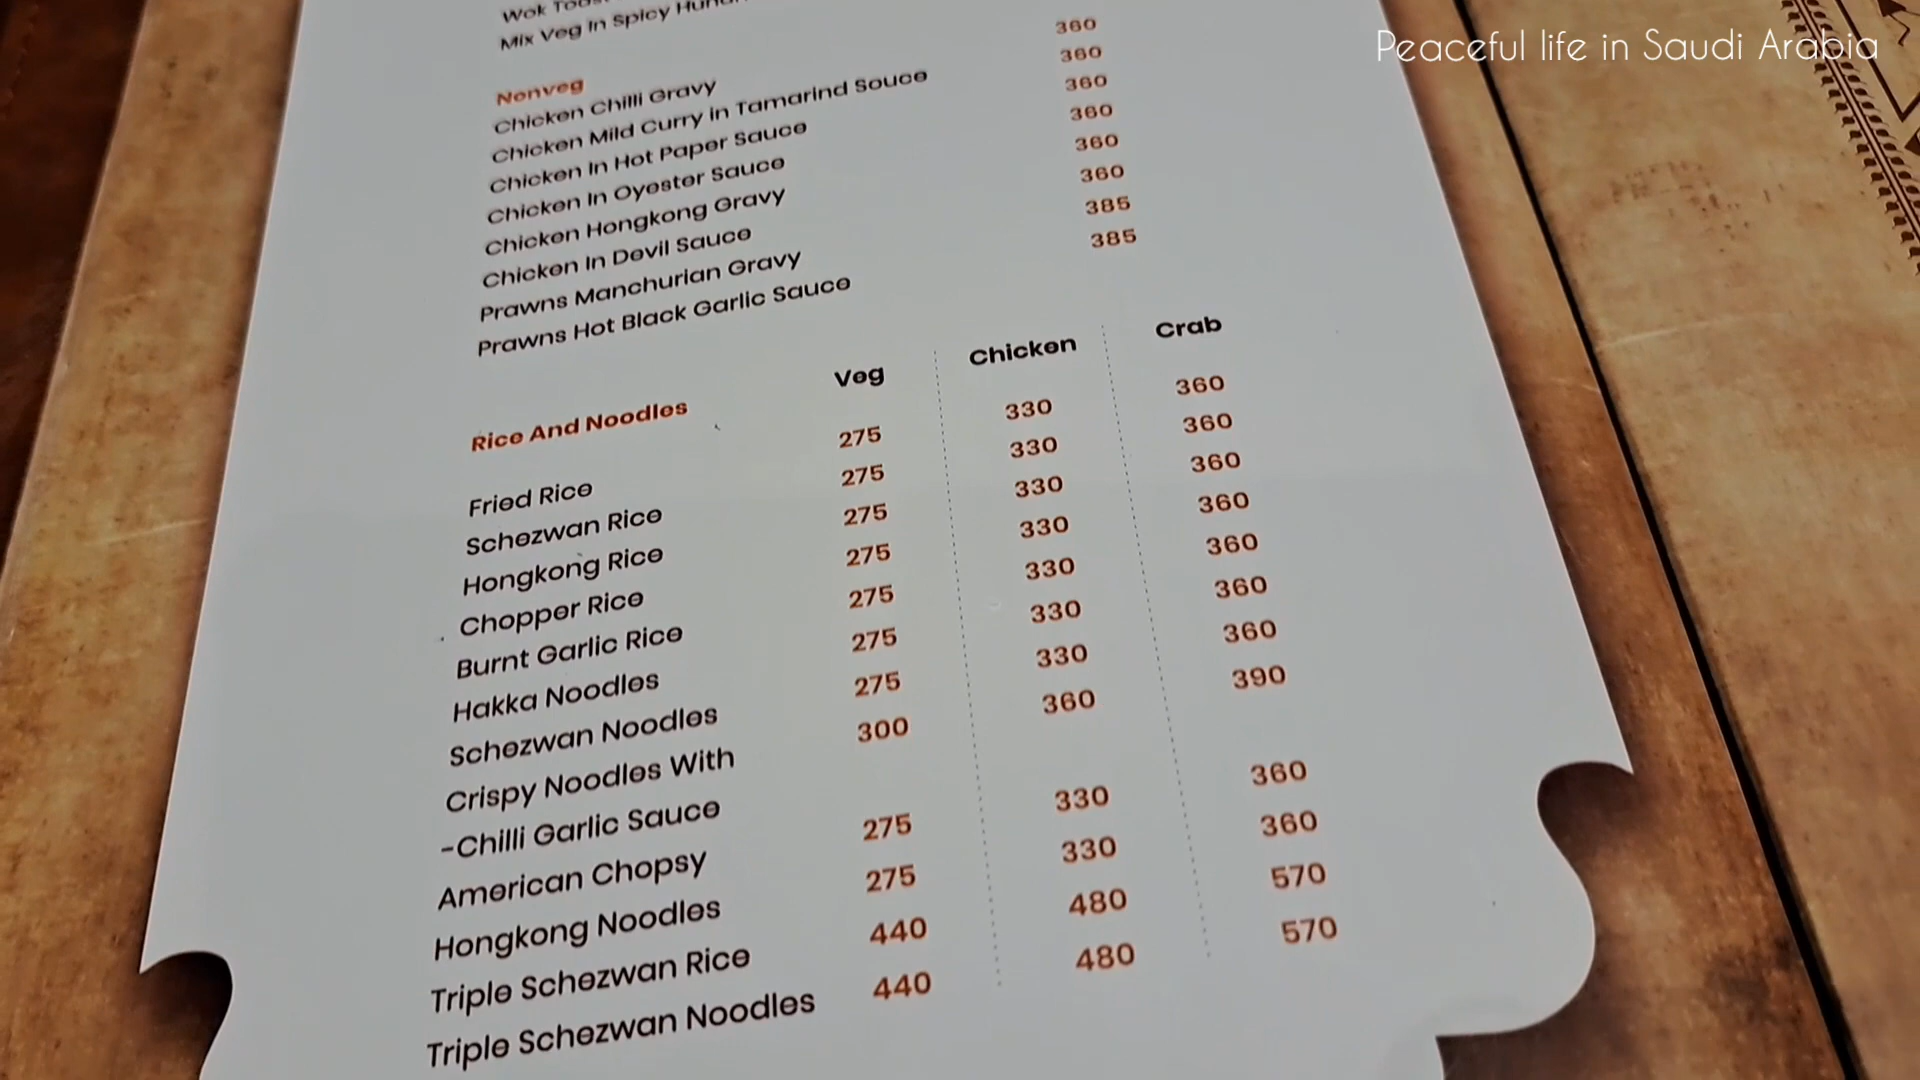 Peaceful life in Saudi Arabia
Wok
Mix Veg In Spicy
Nonveg
Chicken Chilli Gravy 360
Chicken Mild Curry in Tamarind Souce 360
Chicken In Hot Paper Sauce 360
Chicken In Oyester Sauce 360
Chicken Hongkong Gravy 360
Chicken In Devil Sauce 360
Prawns Manchurian Gravy 385
Prawns Hot Black Garlic Sauce 385
Rice And Noodles Veg Chicken Crab
Fried Rice 275 330 360
Schezwan Rice 275 330 360
Hongkong Rice 275 330 360
Chopper Rice 275 330 360
Burnt Garlic Rice 275 330 360
Hakka Noodles 275 330 360
Schezwan Noodles 275 330 360
Crispy Noodles With 300 360 390
-Chilli Garlic Sauce
American Chopsy 275 330 360
Hongkong Noodles 275 330 360
Triple Schezwan Rice 440 480 570
Triple Schezwan Noodles 440 480 570